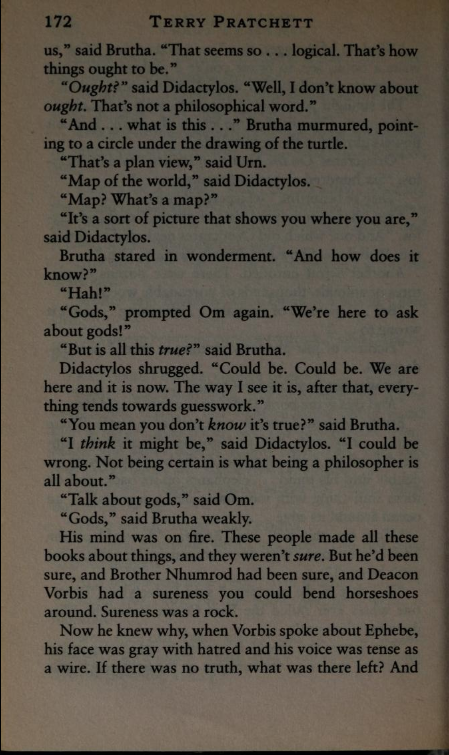 172 TERRY PRATCHETT
us,” said Brutha. “That seems so . . . logical. That’s how
things ought to be.”
“Ought?” said Didactylos. “Well, I don’t know about
ought. That’s not a philosophical word.”
“And . . . what is this . . .” Brutha murmured, point-
ing to a circle under the drawing of the turtle.
“That’s a plan view,” said Urn.
“Map of the world,” said Didactylos.
“Map? What’s a map?”
“It’s a sort of picture that shows you where you are,”
said Didactylos.
Brutha stared in wonderment. “And how does it
know?”
“Hah!”
“Gods,” prompted Om again. “We’re here to ask
about gods!”
“But is all this true?” said Brutha.
Didactylos shrugged. “Could be. Could be. We are
here and it is now. The way I see it is, after that, every-
thing tends towards guesswork.”
“You mean you don’t know it’s true?” said Brutha.
“I think it might be,” said Didactylos. “I could be
wrong. Not being certain is what being a philosopher is
all about.”
“Talk about gods,” said Om.
“Gods,” said Brutha weakly.
His mind was on fire. These people made all these
books about things, and they weren’t sure. But he’d been
sure, and Brother Nhumrod had been sure, and Deacon
Vorbis had a sureness you could bend horseshoes
around. Sureness was a rock.
Now he knew why, when Vorbis spoke about Ephebe,
his face was gray with hatred and his voice was tense as
a wire. If there was no truth, what was there left? And